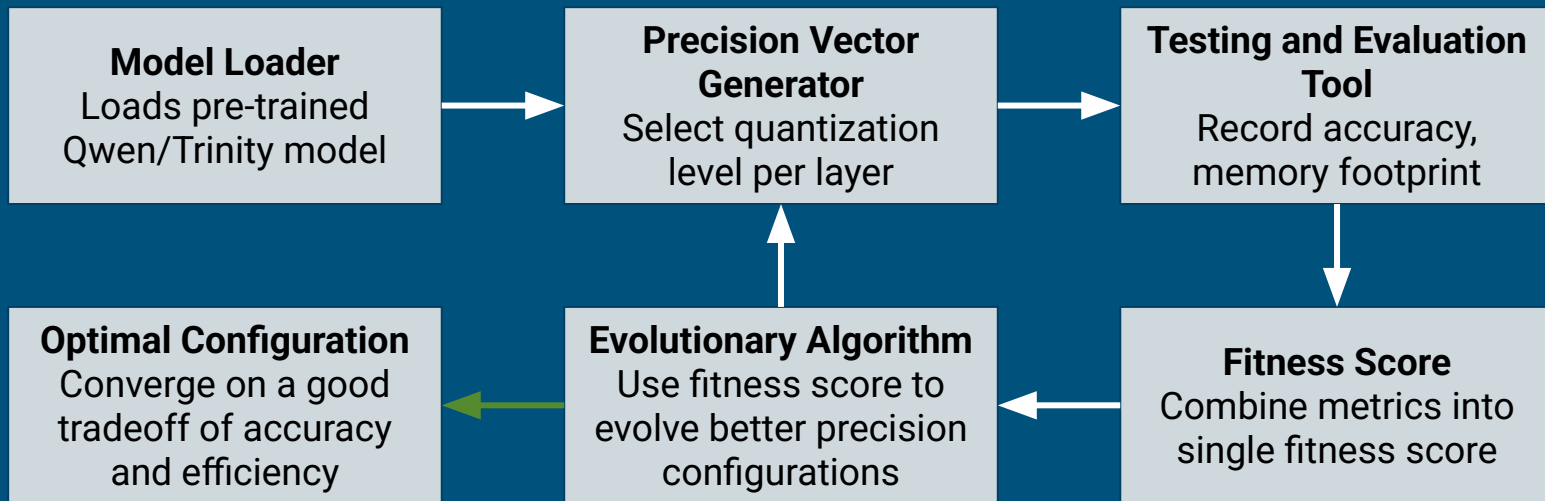 Model Loader
Loads pre-trained
Qwen/Trinity model
Precision Vector
Generator
Select quantization
level per layer
Testing and Evaluation
Tool
Record accuracy,
memory footprint
Optimal Configuration
Converge on a good
tradeoff of accuracy
and efficiency
Evolutionary Algorithm
Use fitness score to
evolve better precision
configurations
Fitness Score
Combine metrics into
single fitness score